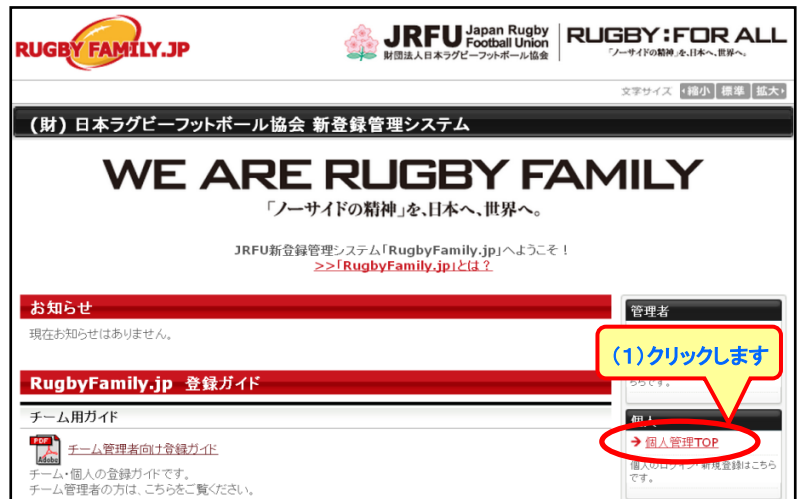 RUGBY FAMILY.JP
JRFU Japan Rugby Football Union
財団法人日本ラグビーフットボール協会
RUGBY:FOR ALL
「ノーサイドの精神」を、日本へ、世界へ。
文字サイズ 縮小 標準 拡大
(財) 日本ラグビーフットボール協会 新登録管理システム
WE ARE RUGBY FAMILY
「ノーサイドの精神」を、日本へ、世界へ。
JRFU新登録管理システム「RugbyFamily.jp」へようこそ！
>>「RugbyFamily.jp」とは？
お知らせ
現在お知らせはありません。
管理者
(1)クリックします
ちらです。
RugbyFamily.jp 登録ガイド
チーム用ガイド
PDF
Adobe
チーム管理者向け登録ガイド
チーム・個人の登録ガイドです。
チーム管理者の方は、こちらをご覧ください。
個人
個人管理TOP
個人のログイン・新規登録はこちら
です。